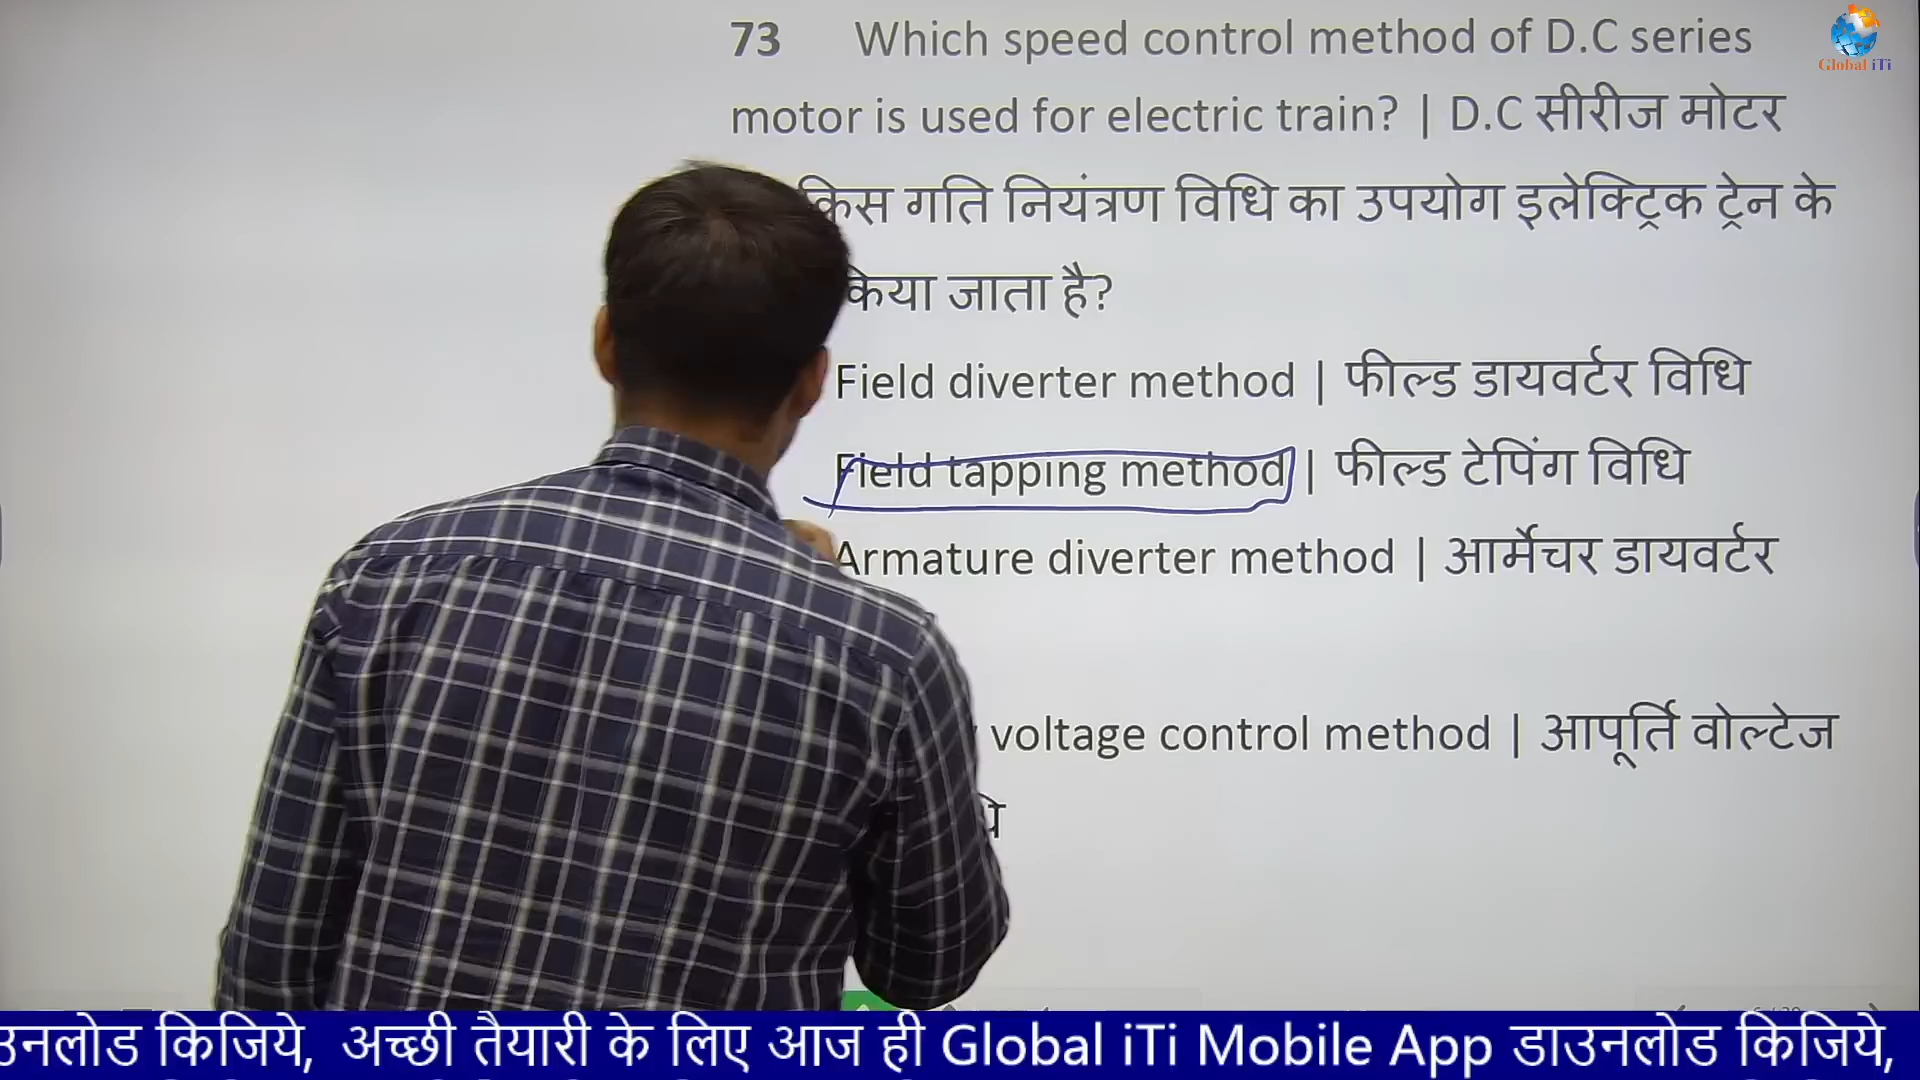 73 Which speed control method of D.C series
Global iTi
motor is used for electric train? | D.C सीरीज मोटर
किस गति नियंत्रण विधि का उपयोग इलेक्ट्रिक ट्रेन के
किया जाता है?
Field diverter method | फील्ड डायवर्टर विधि
Field tapping method | फील्ड टेपिंग विधि
Armature diverter method | आर्मेचर डायवर्टर
voltage control method | आपूर्ति वोल्टेज
किजिये, अच्छी तैयारी के लिए आज ही Global iTi Mobile App डाउनलोड किजिये,